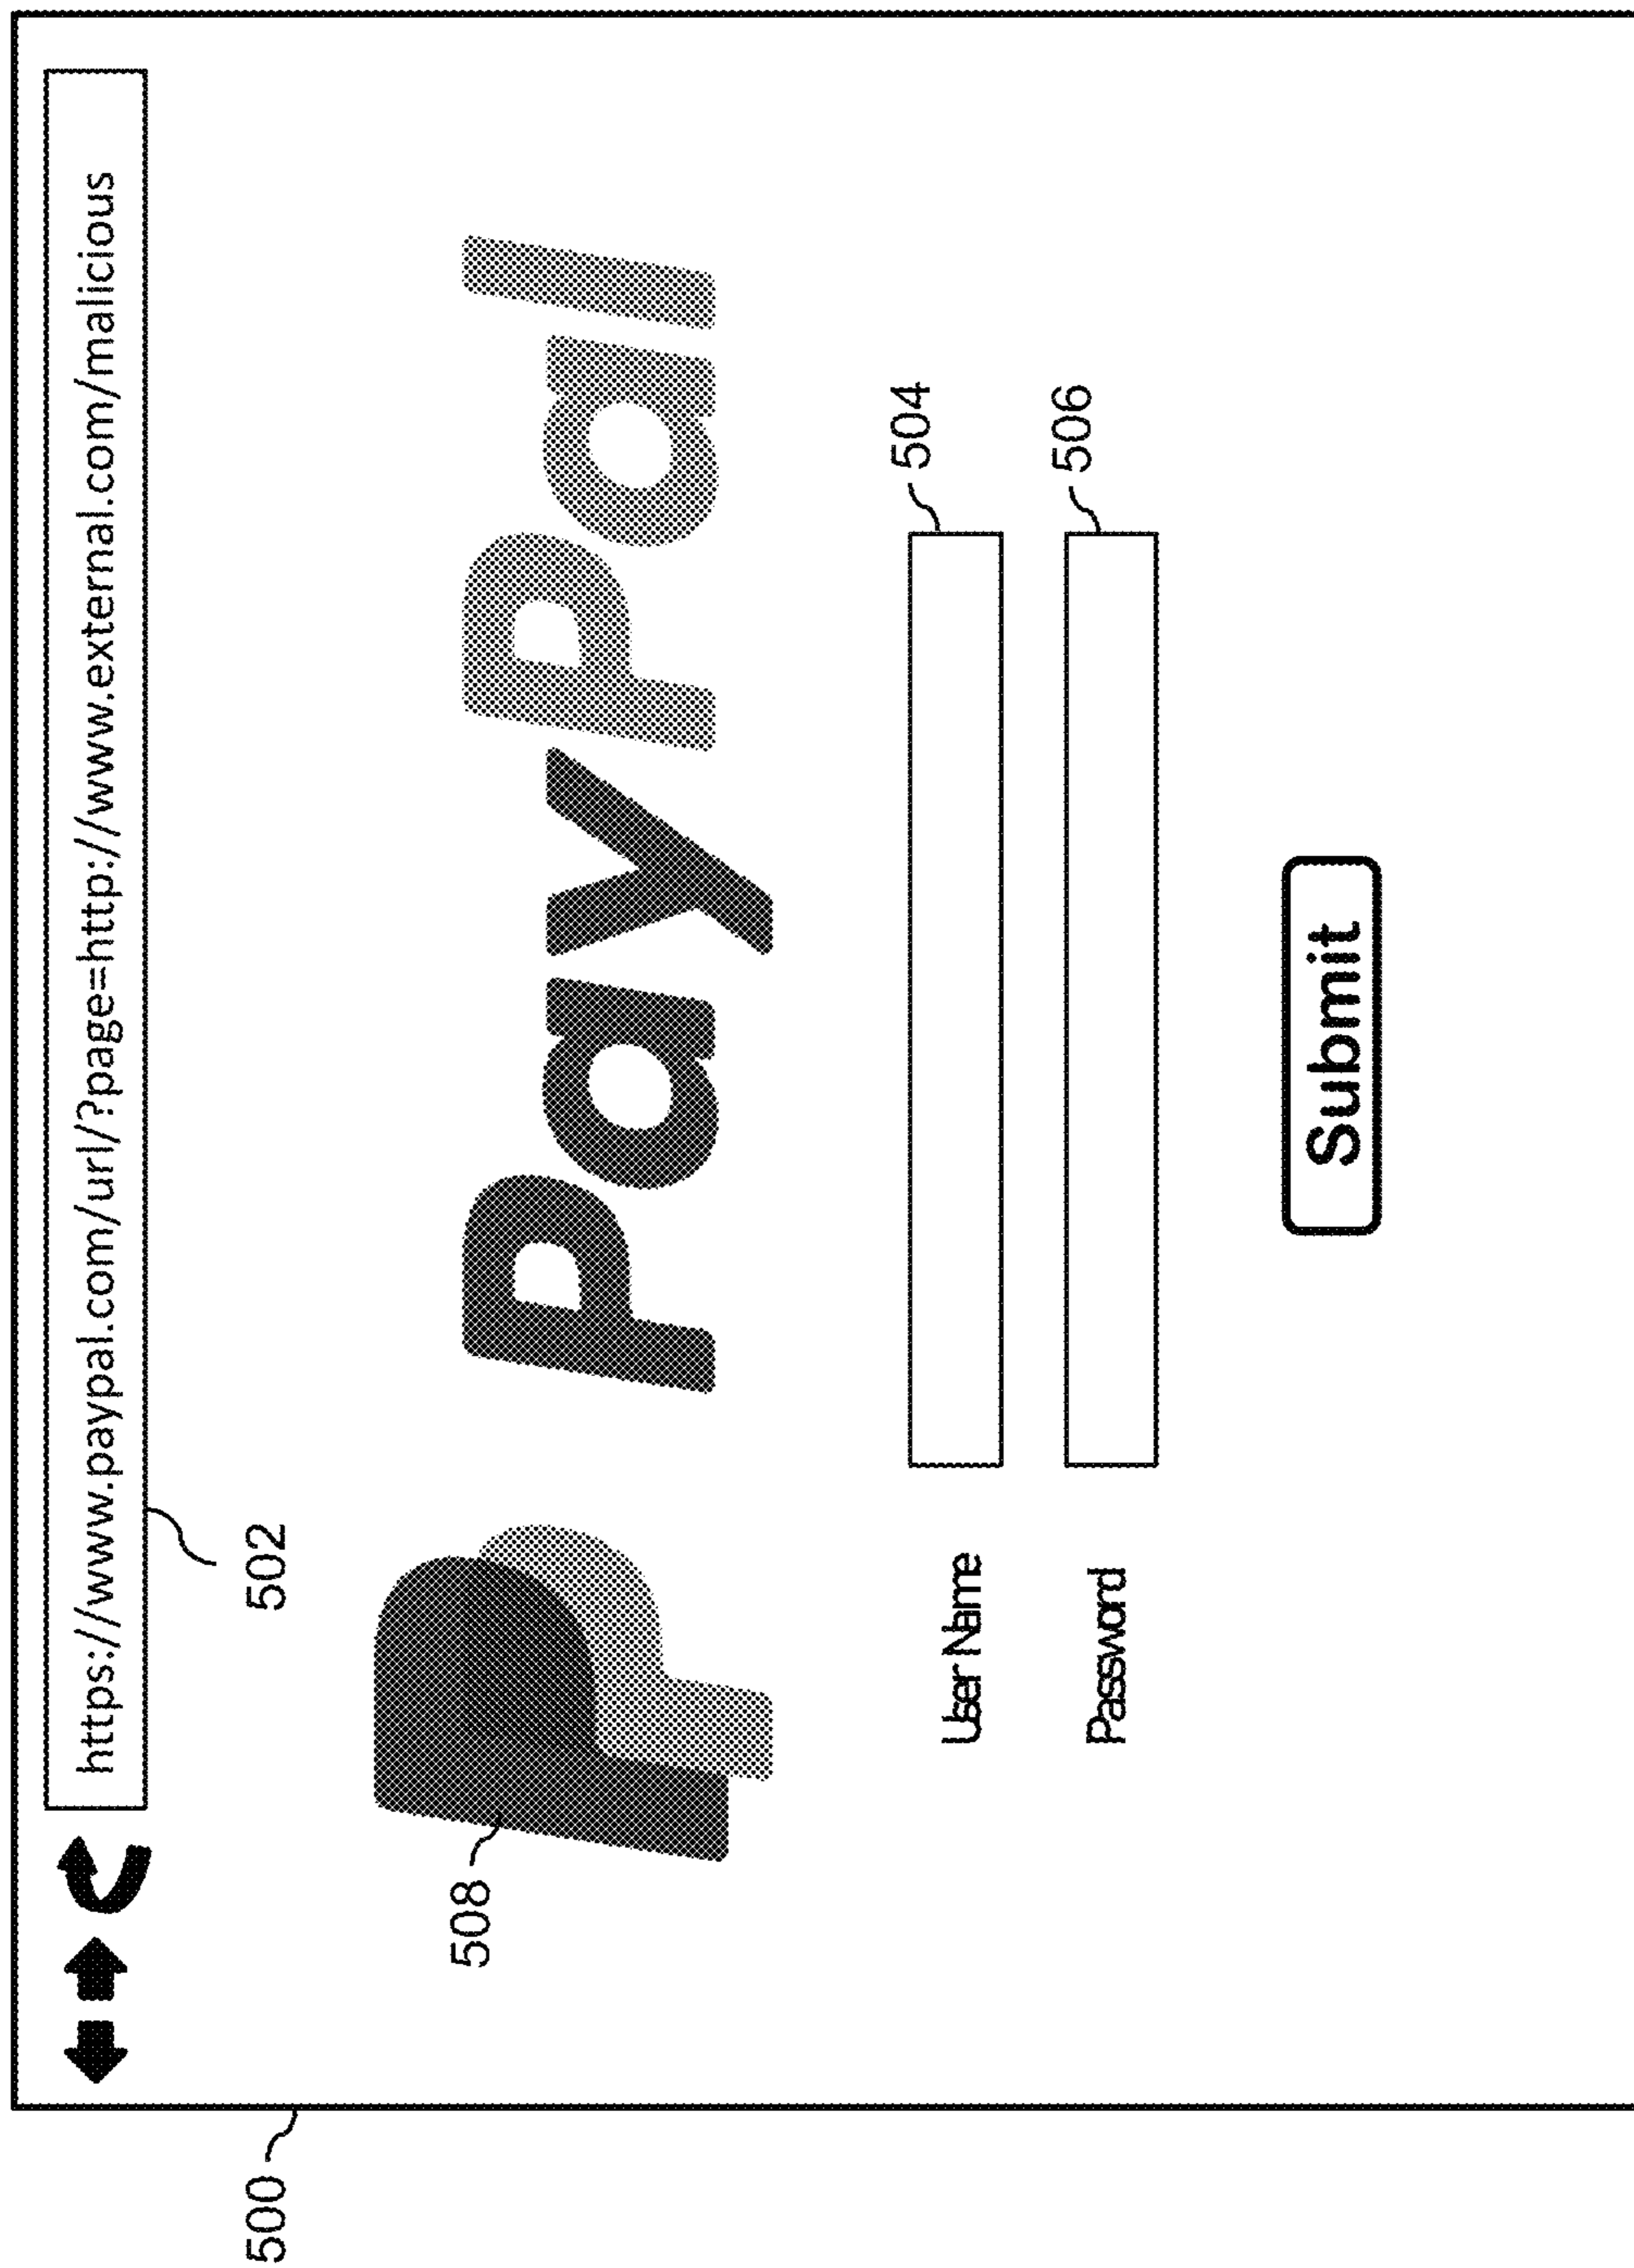 https://www.paypal.com/url/?page=http://www.external.com/malicious
500
502
508
PayPal
User Name
504
Password
506
Submit